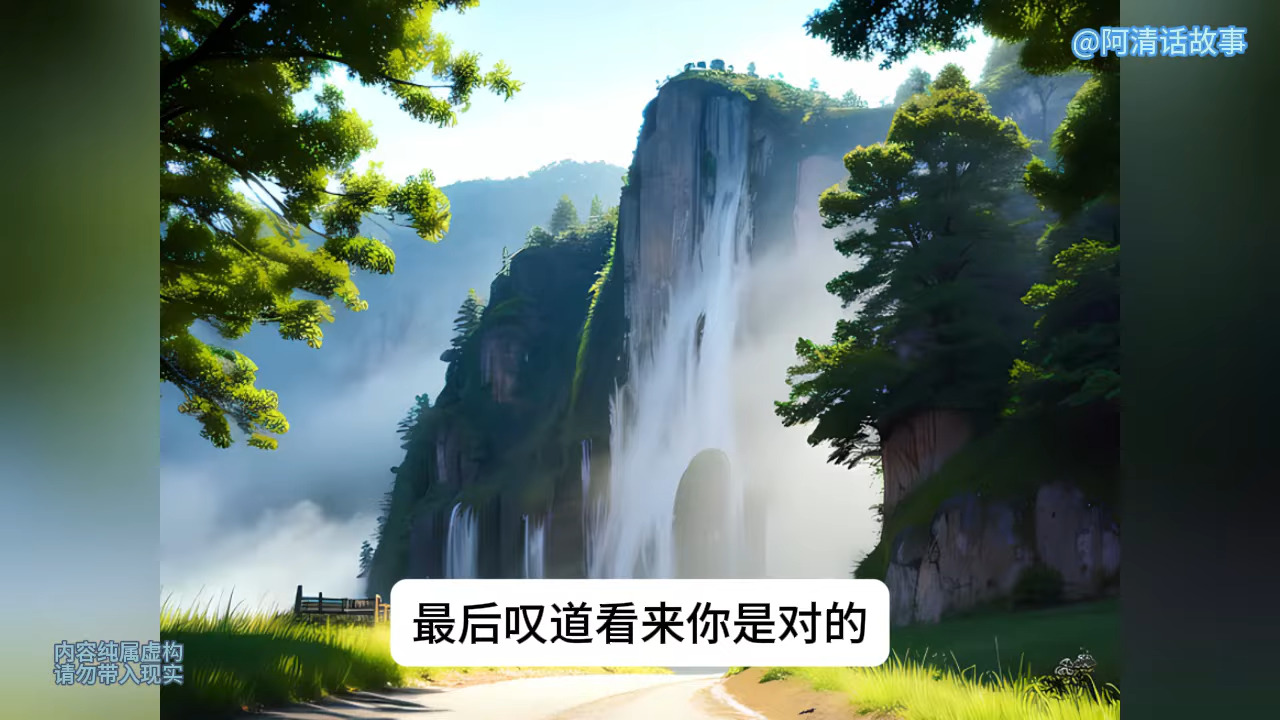 @阿清话故事
最后叹道看来你是对的
内容纯属虚构
请勿带入现实